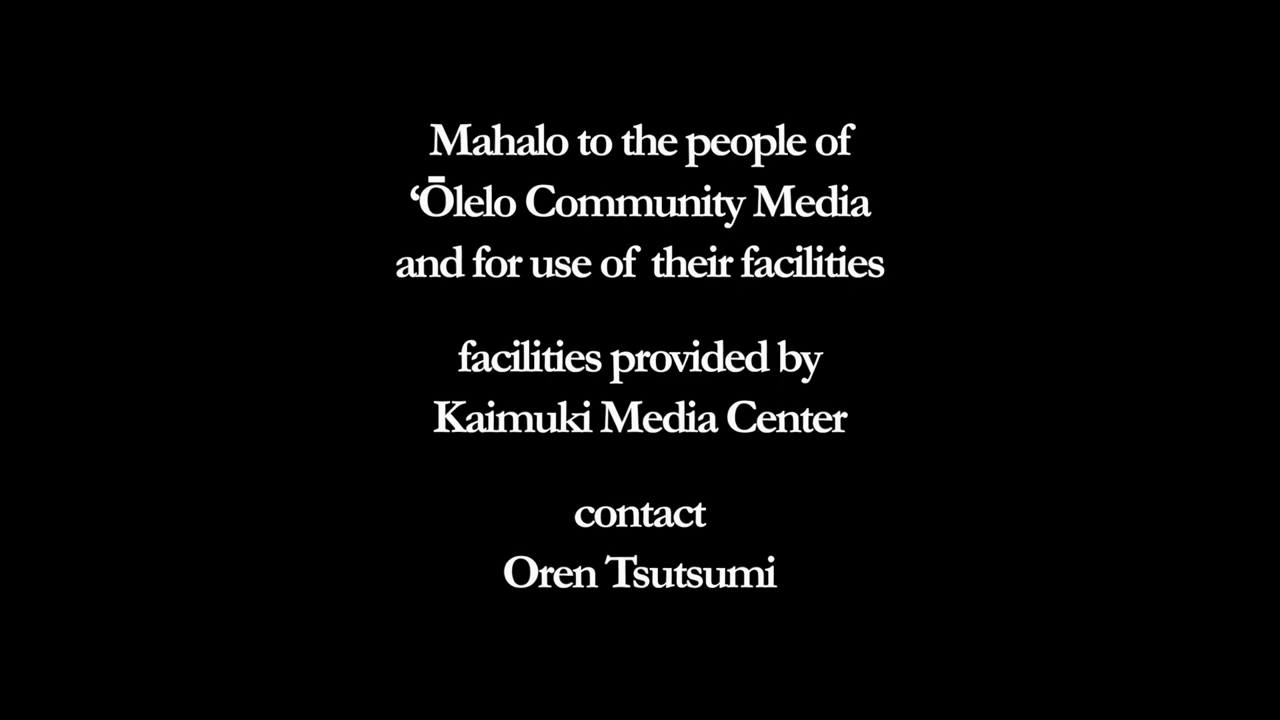 Mahalo to the people of
‘Ōlelo Community Media
and for use of their facilities
facilities provided by
Kaimuki Media Center
contact
Oren Tsutsumi